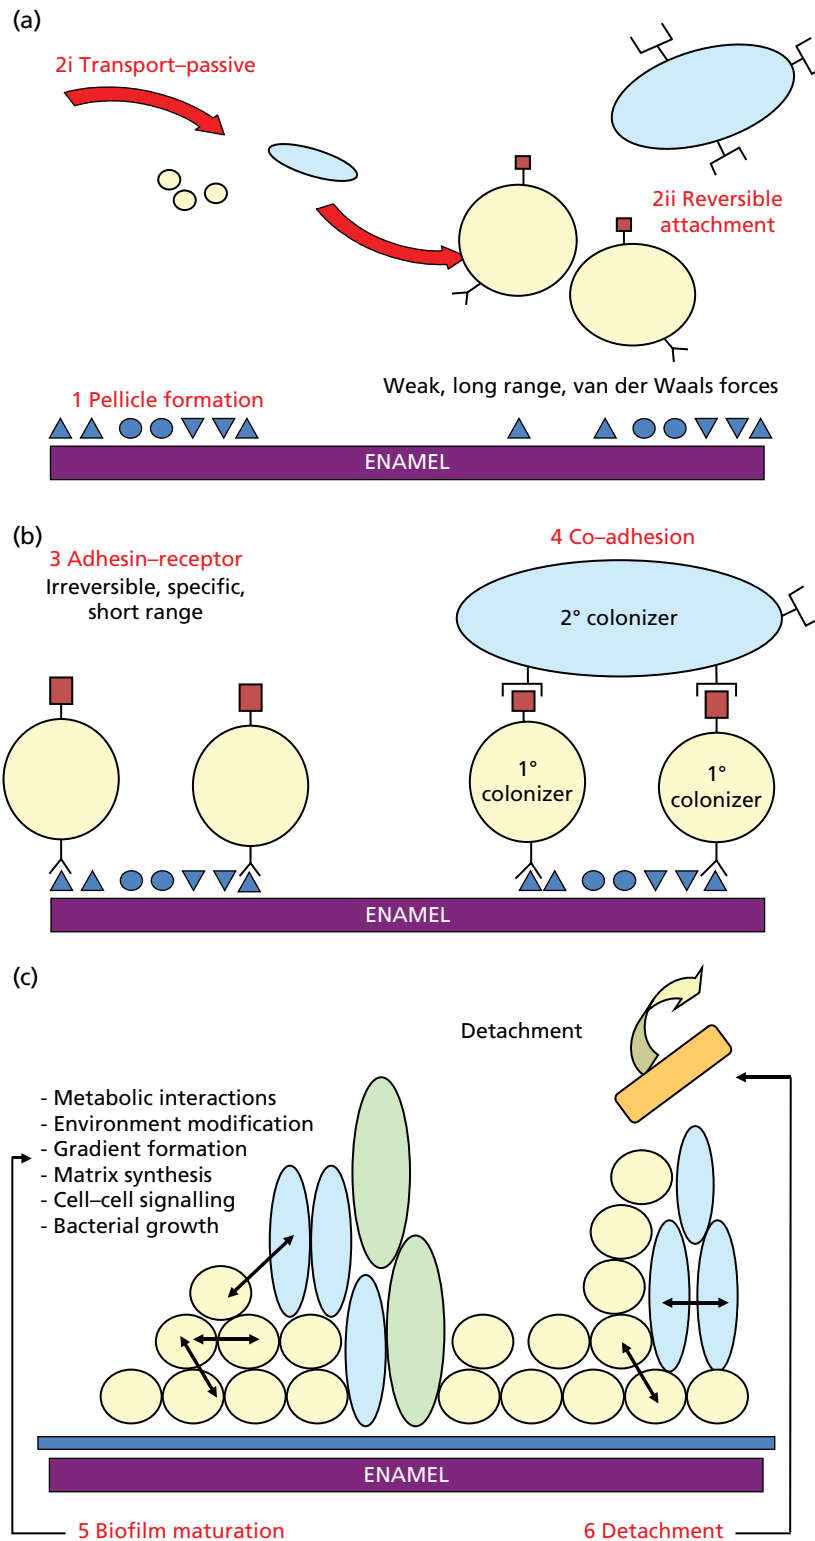 (a)
2i Transport–passive
2ii Reversible
attachment
Weak, long range, van der Waals forces
1 Pellicle formation
ENAMEL
(b)
3 Adhesin–receptor
Irreversible, specific,
short range
4 Co–adhesion
2° colonizer
1°
colonizer
1°
colonizer
ENAMEL
(c)
Detachment
- Metabolic interactions
- Environment modification
- Gradient formation
- Matrix synthesis
- Cell–cell signalling
- Bacterial growth
ENAMEL
5 Biofilm maturation
6 Detachment